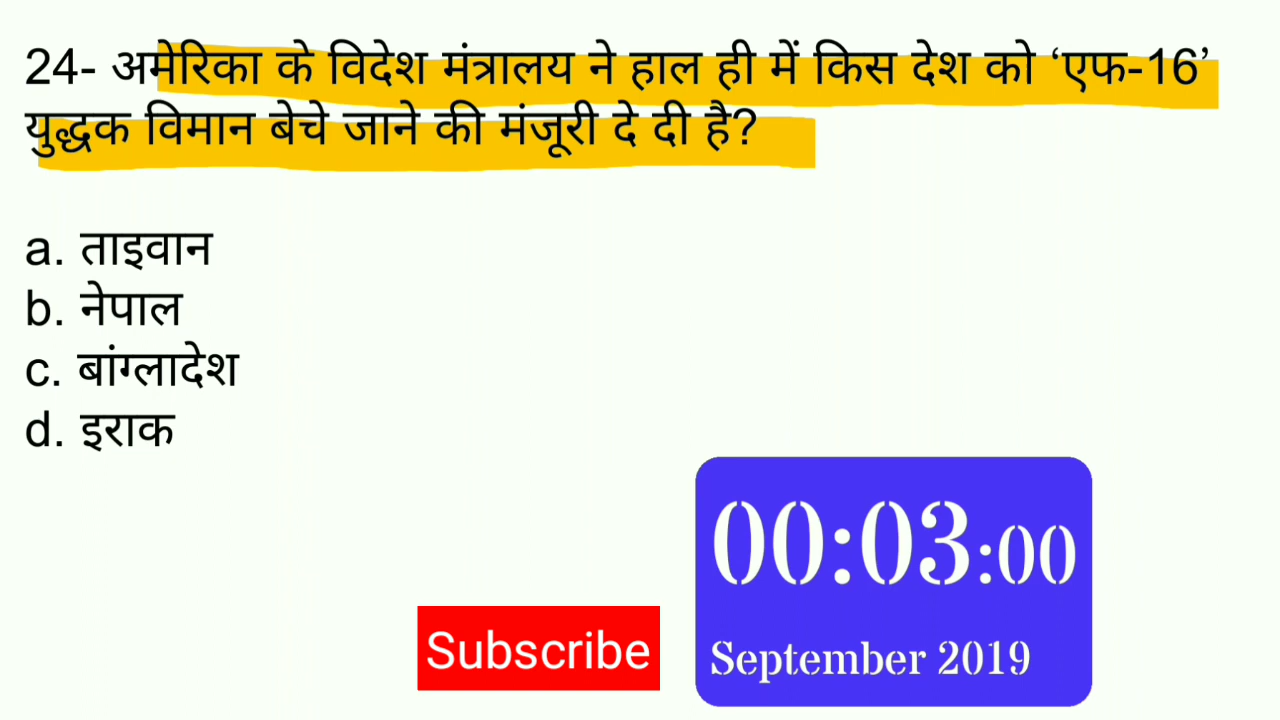 24- अमेरिका के विदेश मंत्रालय ने हाल ही में किस देश को ‘एफ-16’
युद्धक विमान बेचे जाने की मंजूरी दे दी है?
a. ताइवान
b. नेपाल
c. बांग्लादेश
d. इराक
00:03:00
Subscribe
September 2019